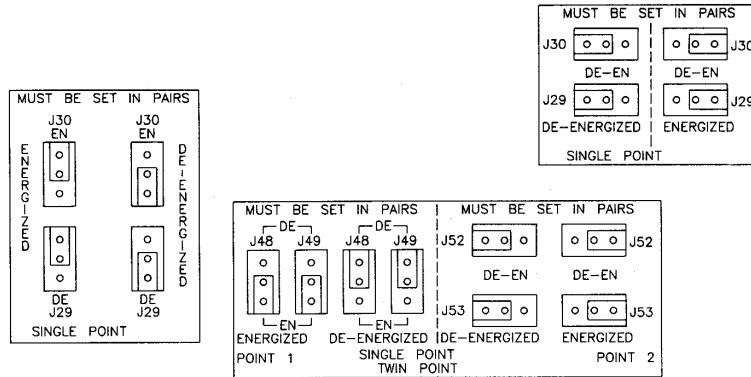 MUST BE SET IN PAIRS
J30 J30
DE-EN DE-EN
J29 J29
DE-ENERGIZED ENERGIZED
SINGLE POINT
MUST BE SET IN PAIRS
J30 J30
EN EN
ENERGIZED DE-ENERGIZED
DE DE
J29 J29
SINGLE POINT
MUST BE SET IN PAIRS
DE DE
J48 J49 J48 J49
EN EN
ENERGIZED DE-ENERGIZED
POINT 1 SINGLE POINT
TWIN POINT
MUST BE SET IN PAIRS
J52 J52
DE-EN DE-EN
J53 J53
DE-ENERGIZED ENERGIZED
POINT 2